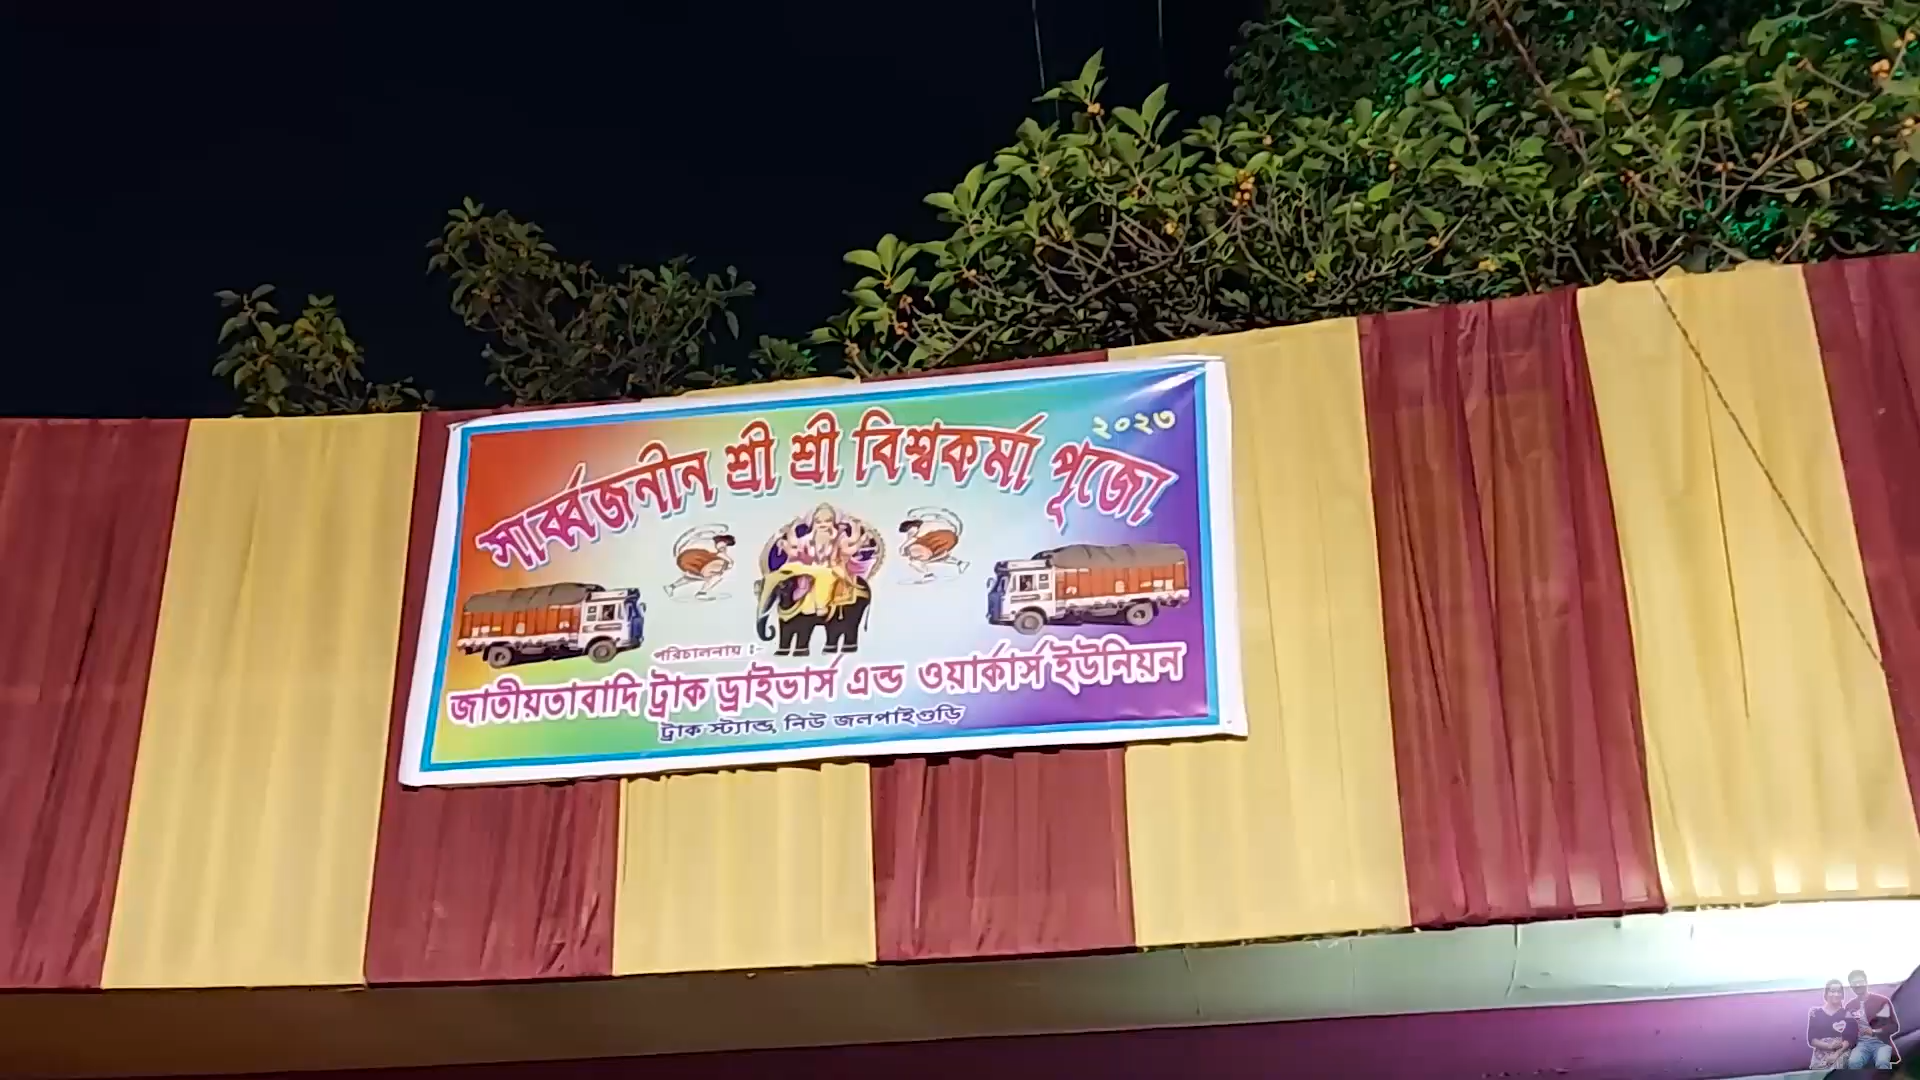 সার্ব্বজনীন শ্রী শ্রী বিশ্বকর্মা পূজো
২০২৩
পরিচালনায় :-
জাতীয়তাবাদি ট্রাক ড্রাইভার্স এন্ড ওয়ার্কার্স ইউনিয়ন
ট্রাক স্ট্যান্ড, নিউ জলপাইগুড়ি